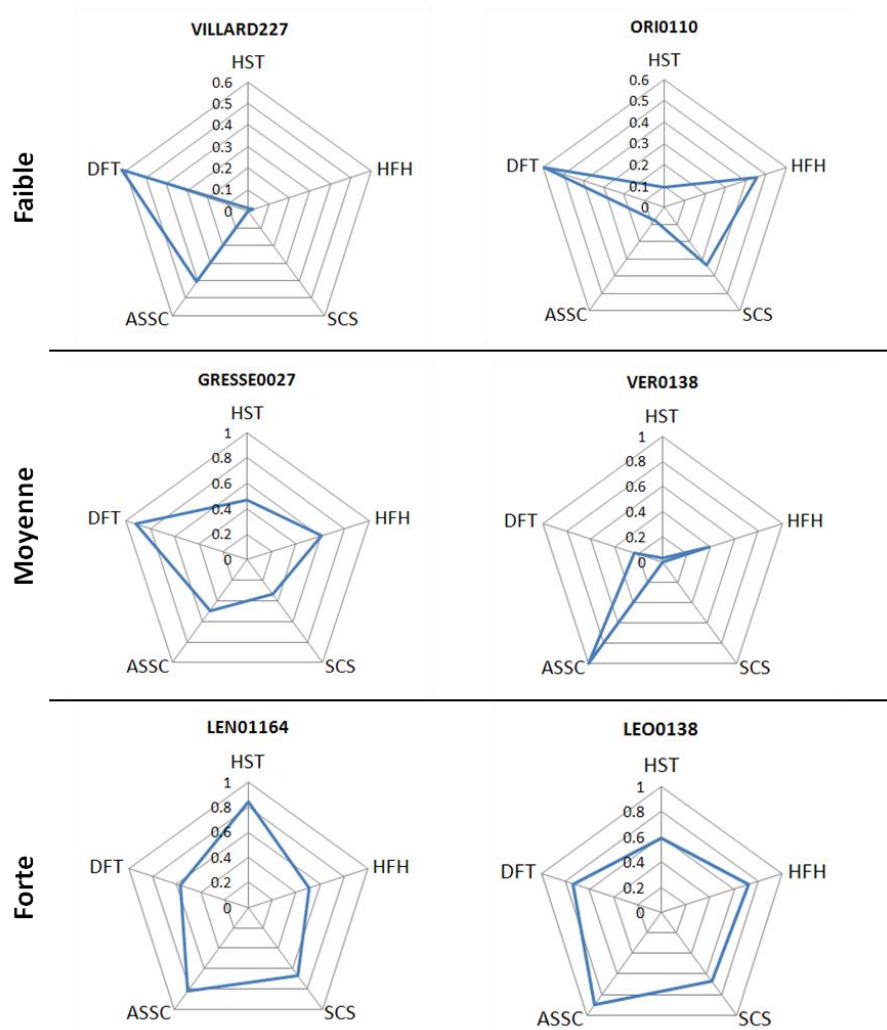 Faible
VILLARD227
HST
0.6
0.5
0.4
0.3
0.2
0.1
0
DFT
HFH
ASSC
SCS
ORI0110
HST
0.6
0.5
0.4
0.3
0.2
0.1
0
DFT
HFH
ASSC
SCS
Moyenne
GRESSE0027
HST
1
0.8
0.6
0.4
0.2
0
DFT
HFH
ASSC
SCS
VER0138
HST
1
0.8
0.6
0.4
0.2
0
DFT
HFH
ASSC
SCS
Forte
LEN01164
HST
1
0.8
0.6
0.4
0.2
0
DFT
HFH
ASSC
SCS
LEO0138
HST
1
0.8
0.6
0.4
0.2
0
DFT
HFH
ASSC
SCS